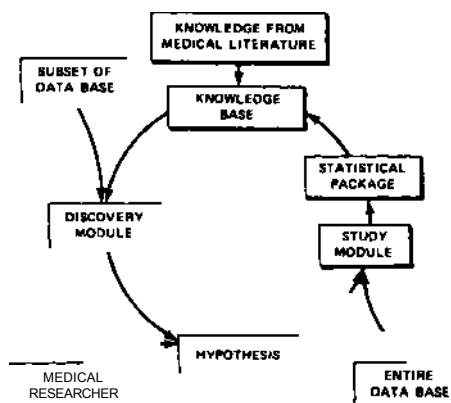 KNOWLEDGE FROM
MEDICAL LITERATURE
SUBSET OF
DATA BASE
KNOWLEDGE
BASE
STATISTICAL
PACKAGE
DISCOVERY
MODULE
STUDY
MODULE
HYPOTHESIS
MEDICAL
RESEARCHER
ENTIRE
DATA BASE